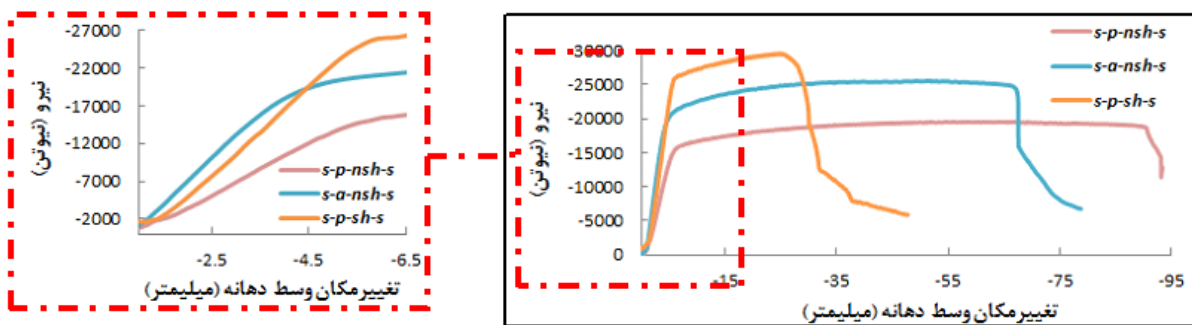 -27000
-22000
-17000
-12000
-7000
-2000
نیرو (نیوتن)
s-p-nsh-s
s-a-nsh-s
s-p-sh-s
-2.5 -4.5 -6.5
تغییرمکان وسط دهانه (میلیمتر)
30000
-25000
-20000
-15000
-10000
-5000
0
نیرو (نیوتن)
s-p-nsh-s
s-a-nsh-s
s-p-sh-s
-15 -35 -55 -75 -95
تغییرمکان وسط دهانه (میلیمتر)